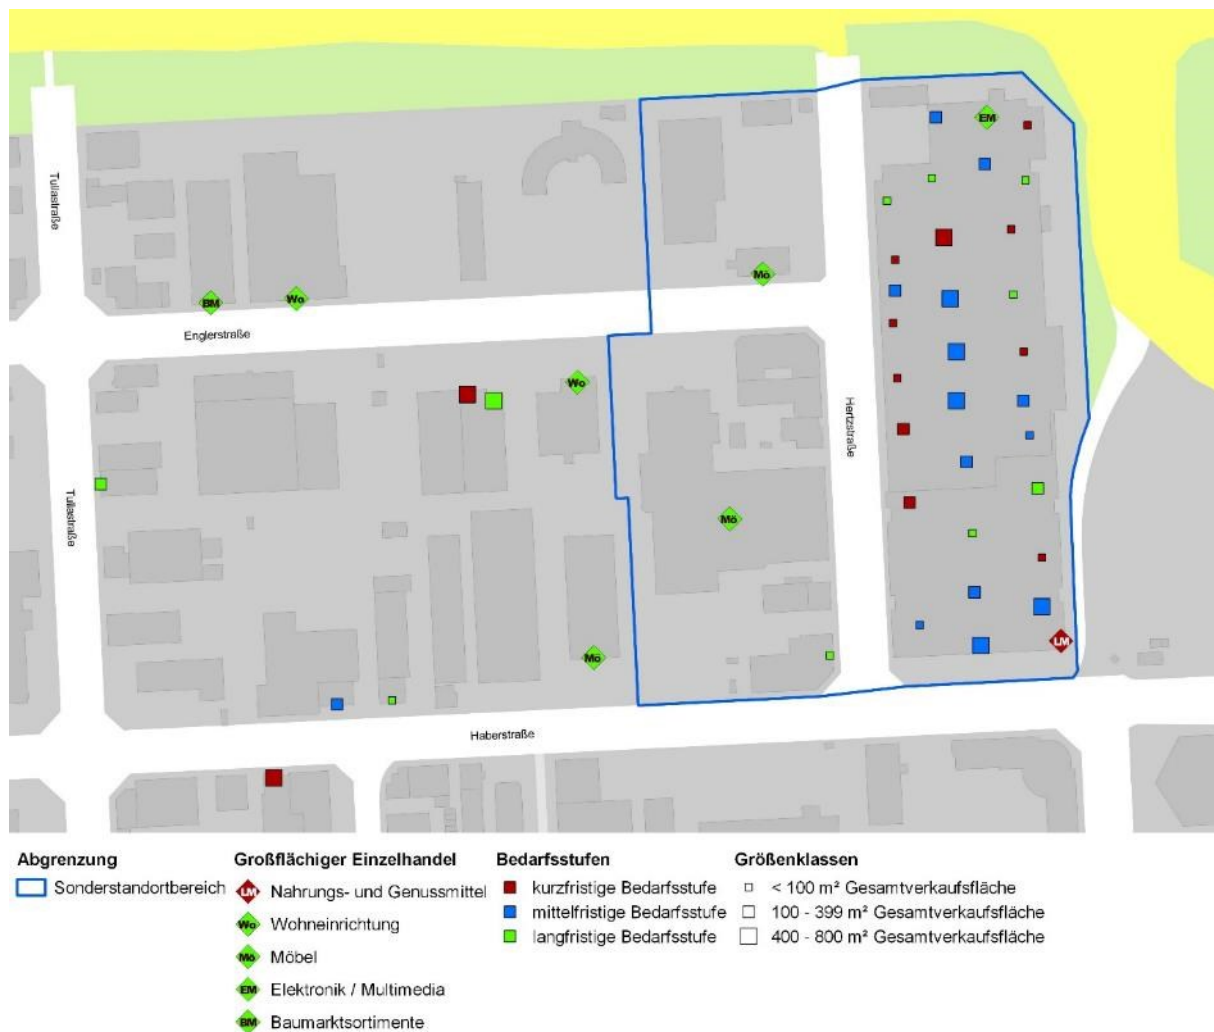 EM
Tullastraße
Mö
BM
Wo
Englerstraße
Wo
Hertzstraße
Tullastraße
Mö
Mö
LM
Haberstraße
Abgrenzung
Sonderstandortbereich
Großflächiger Einzelhandel
LM Nahrungs- und Genussmittel
Wo Wohneinrichtung
Mö Möbel
EM Elektronik / Multimedia
BM Baumarktsortimente
Bedarfsstufen
kurzfristige Bedarfsstufe
mittelfristige Bedarfsstufe
langfristige Bedarfsstufe
Größenklassen
< 100 m² Gesamtverkaufsfläche
100 - 399 m² Gesamtverkaufsfläche
400 - 800 m² Gesamtverkaufsfläche